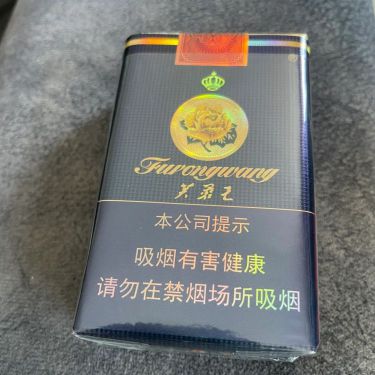 Furongwang
芙蓉王
本公司提示
吸烟有害健康
请勿在禁烟场所吸烟